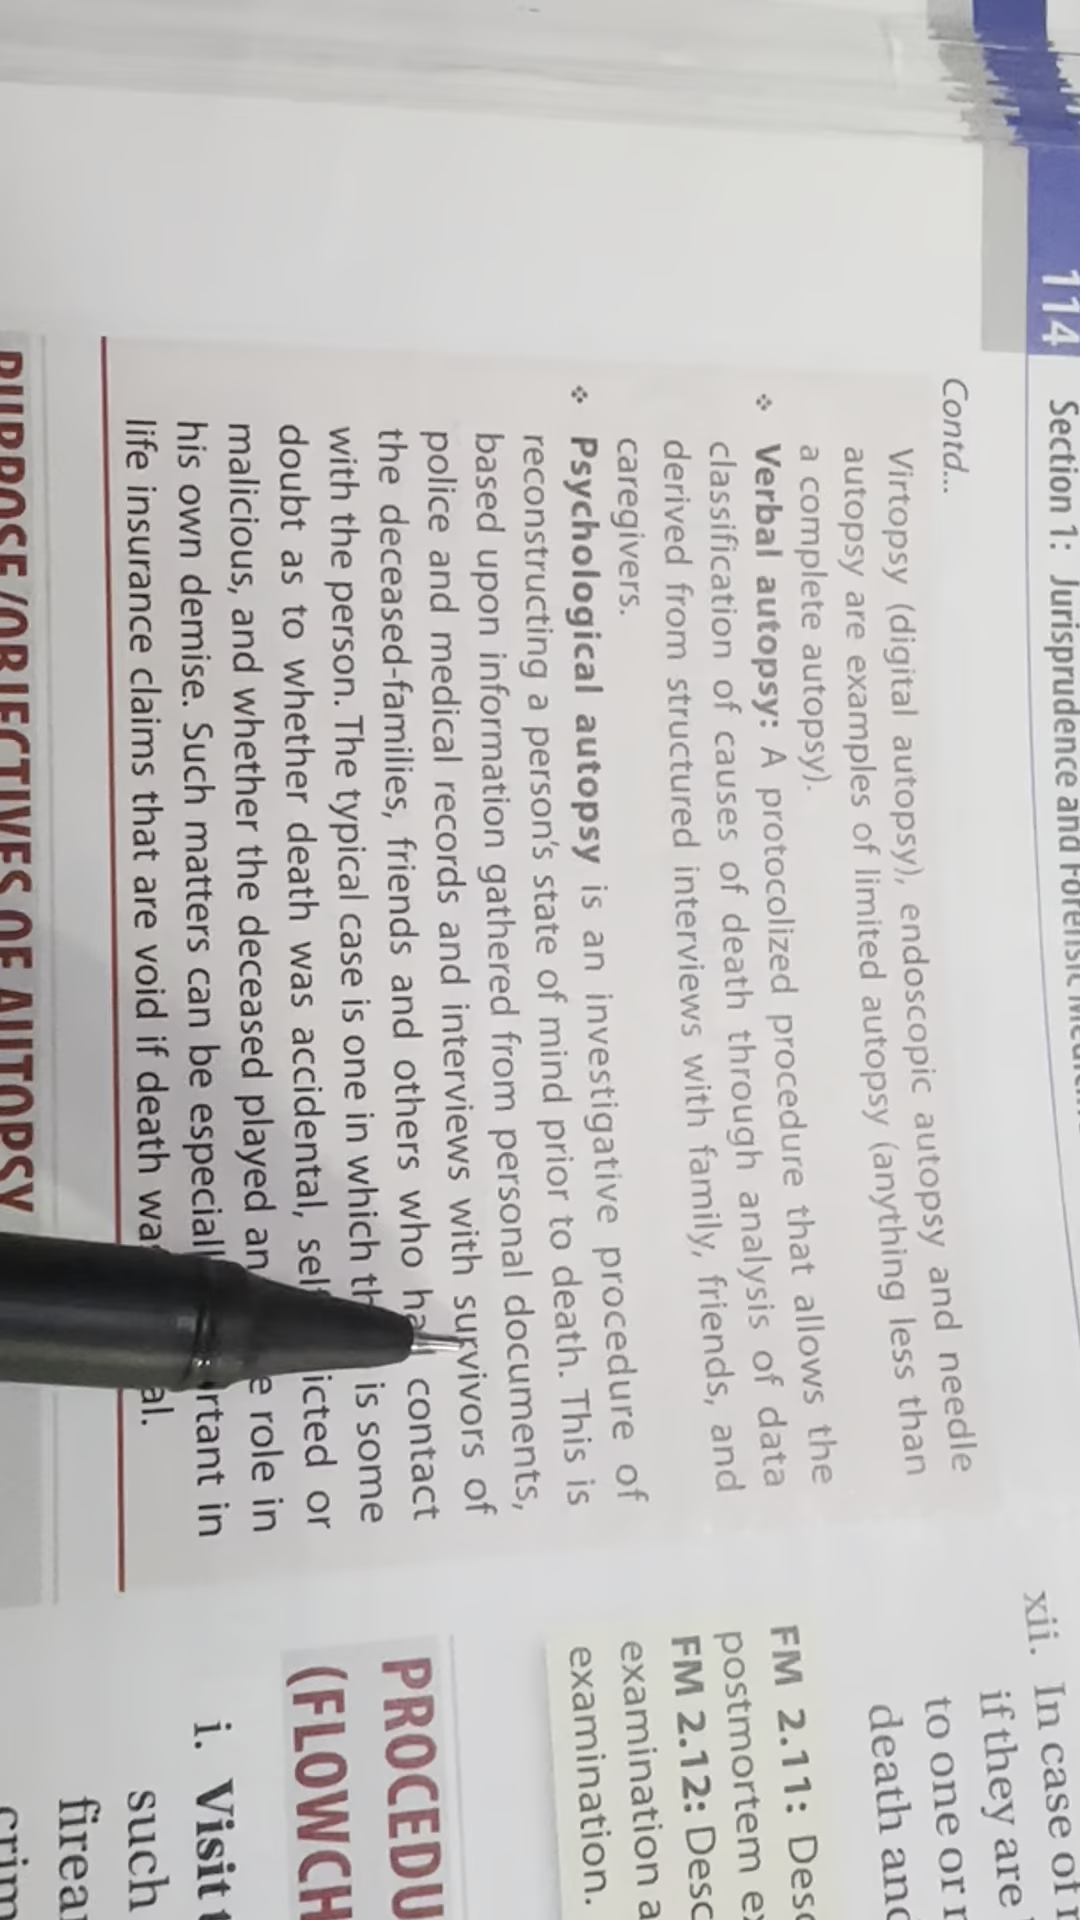 114 Section 1: Jurisprudence and Forensic
Contd...
Virtopsy (digital autopsy), endoscopic autopsy and needle
autopsy are examples of limited autopsy (anything less than
a complete autopsy).
❖ Verbal autopsy: A protocolized procedure that allows the
classification of causes of death through analysis of data
derived from structured interviews with family, friends, and
caregivers.
❖ Psychological autopsy is an investigative procedure of
reconstructing a person's state of mind prior to death. This is
based upon information gathered from personal documents,
police and medical records and interviews with survivors of
the deceased-families, friends and others who had contact
with the person. The typical case is one in which is some
doubt as to whether death was accidental, or
malicious, and whether the deceased played role in
his own demise. Such matters can be in
life insurance claims that are void if death
PURPOSE/OBJECTIVES OF AUTOPSY
xii. In case of
if they are
to one or
death and
FM 2.11:
postmortem
FM 2.12:
examination
examination.
i. Visit
such